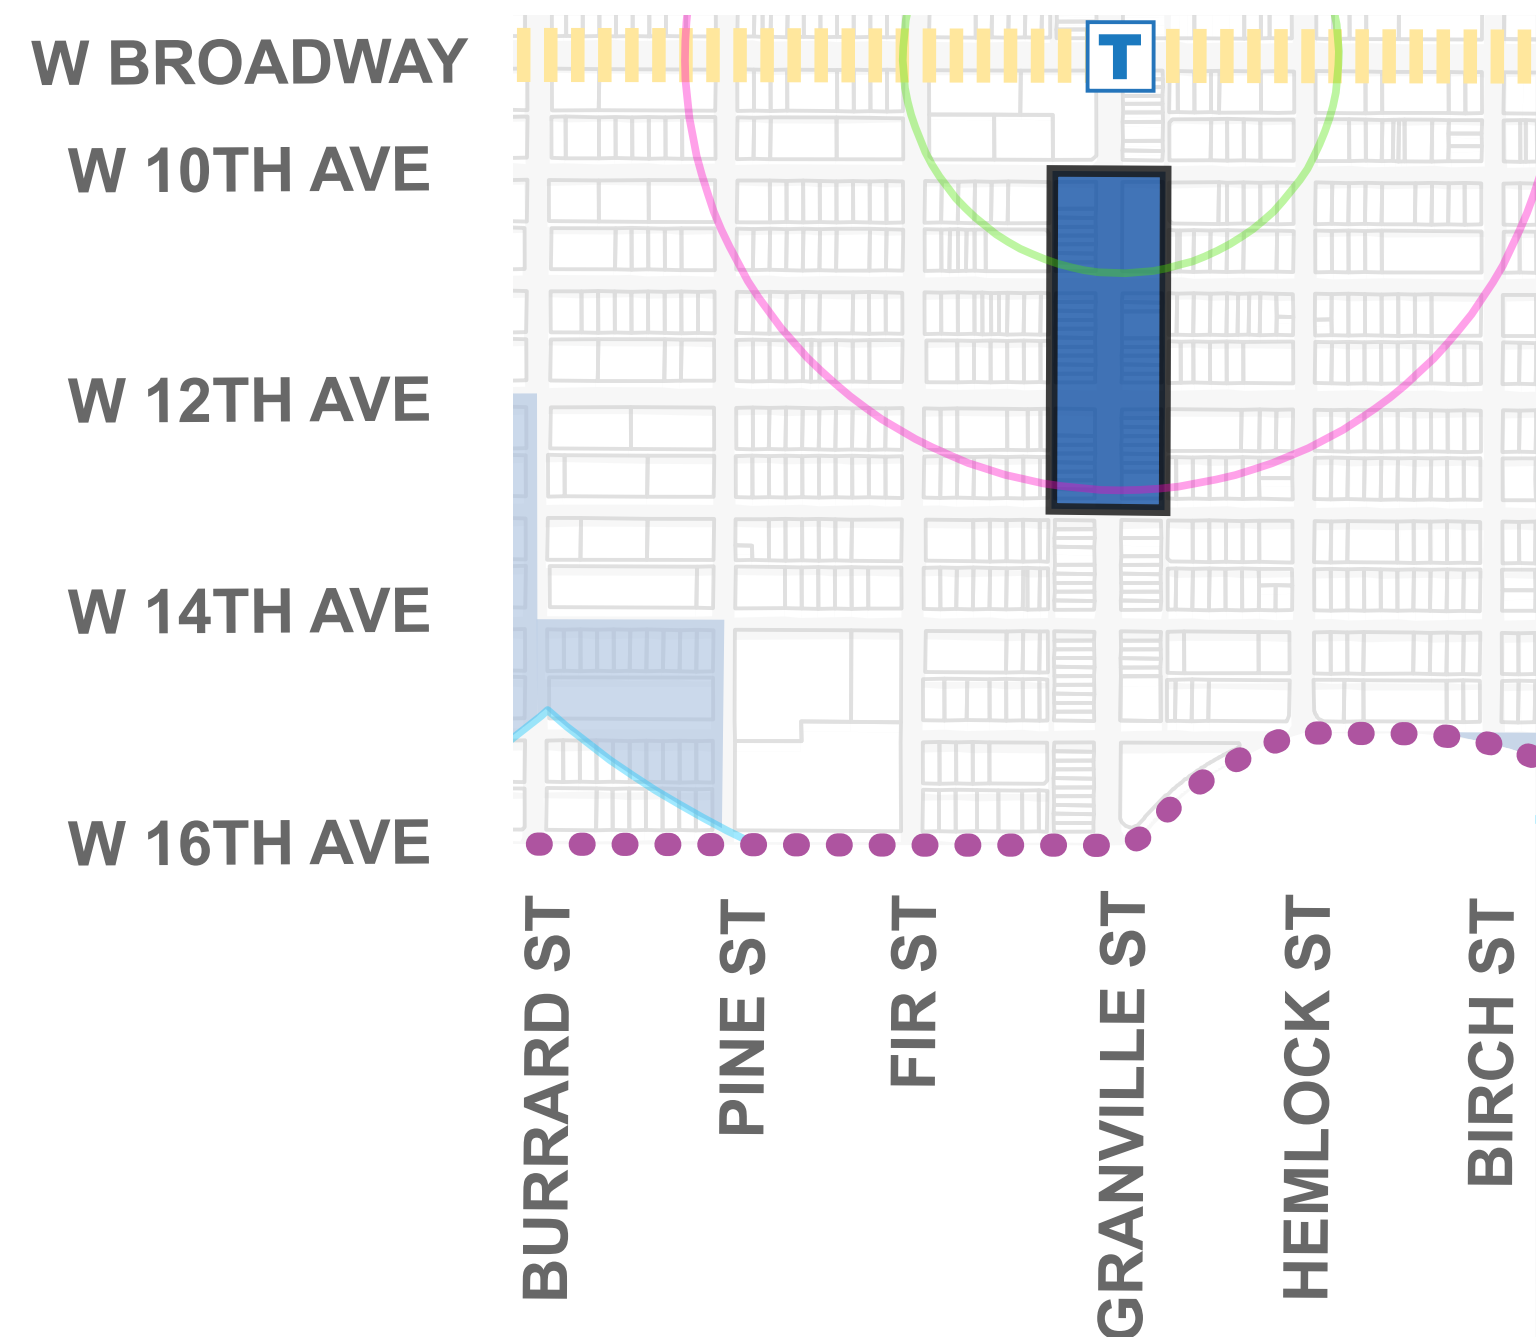 W BROADWAY
T
W 10TH AVE
W 12TH AVE
W 14TH AVE
W 16TH AVE
BURRARD ST
PINE ST
FIR ST
GRANVILLE ST
HEMLOCK ST
BIRCH ST